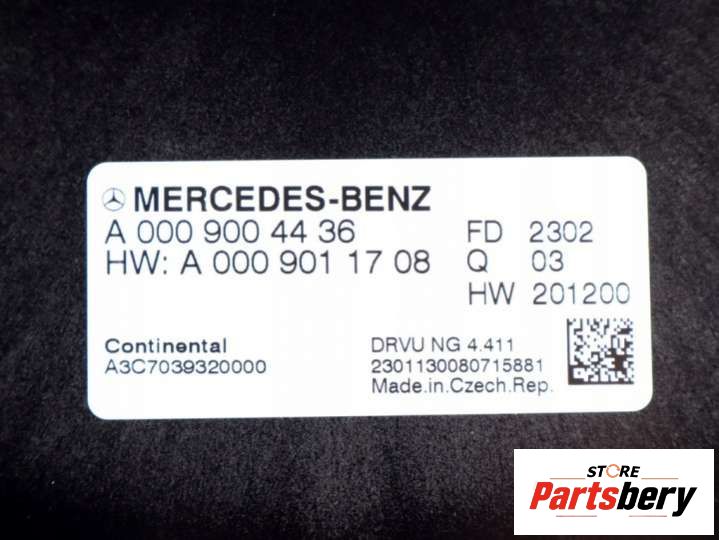 MERCEDES-BENZ
A 000 900 44 36
HW: A 000 901 17 08
FD 2302
Q 03
HW 201200
Continental
A3C7039320000
DRVU NG 4.411
2301130080715881
Made.in.Czech.Rep.
STORE
Partsbery